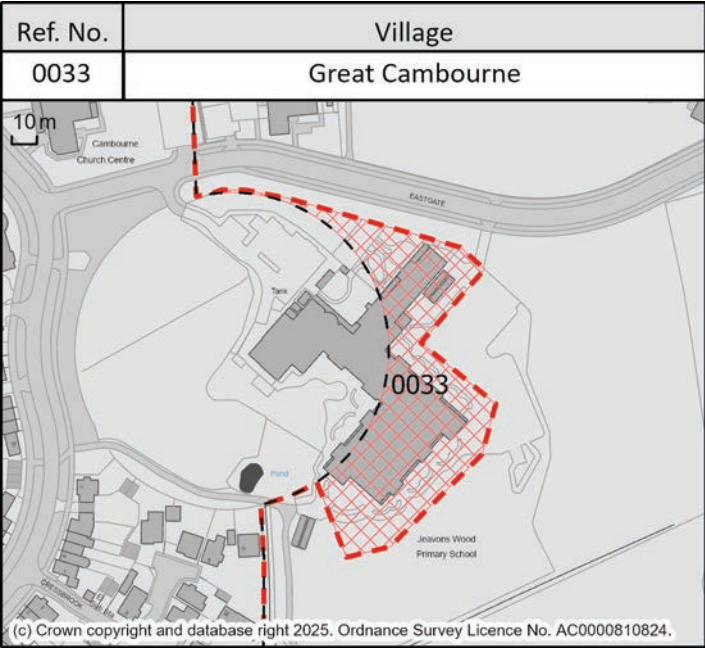 Ref. No. Village
0033 Great Cambourne
10m
Cambourne
Church Centre
EASTGATE
Tank
0033
Pond
Jeavons Wood
Primary School
(c) Crown copyright and database right 2025. Ordnance Survey Licence No. AC0000810824.